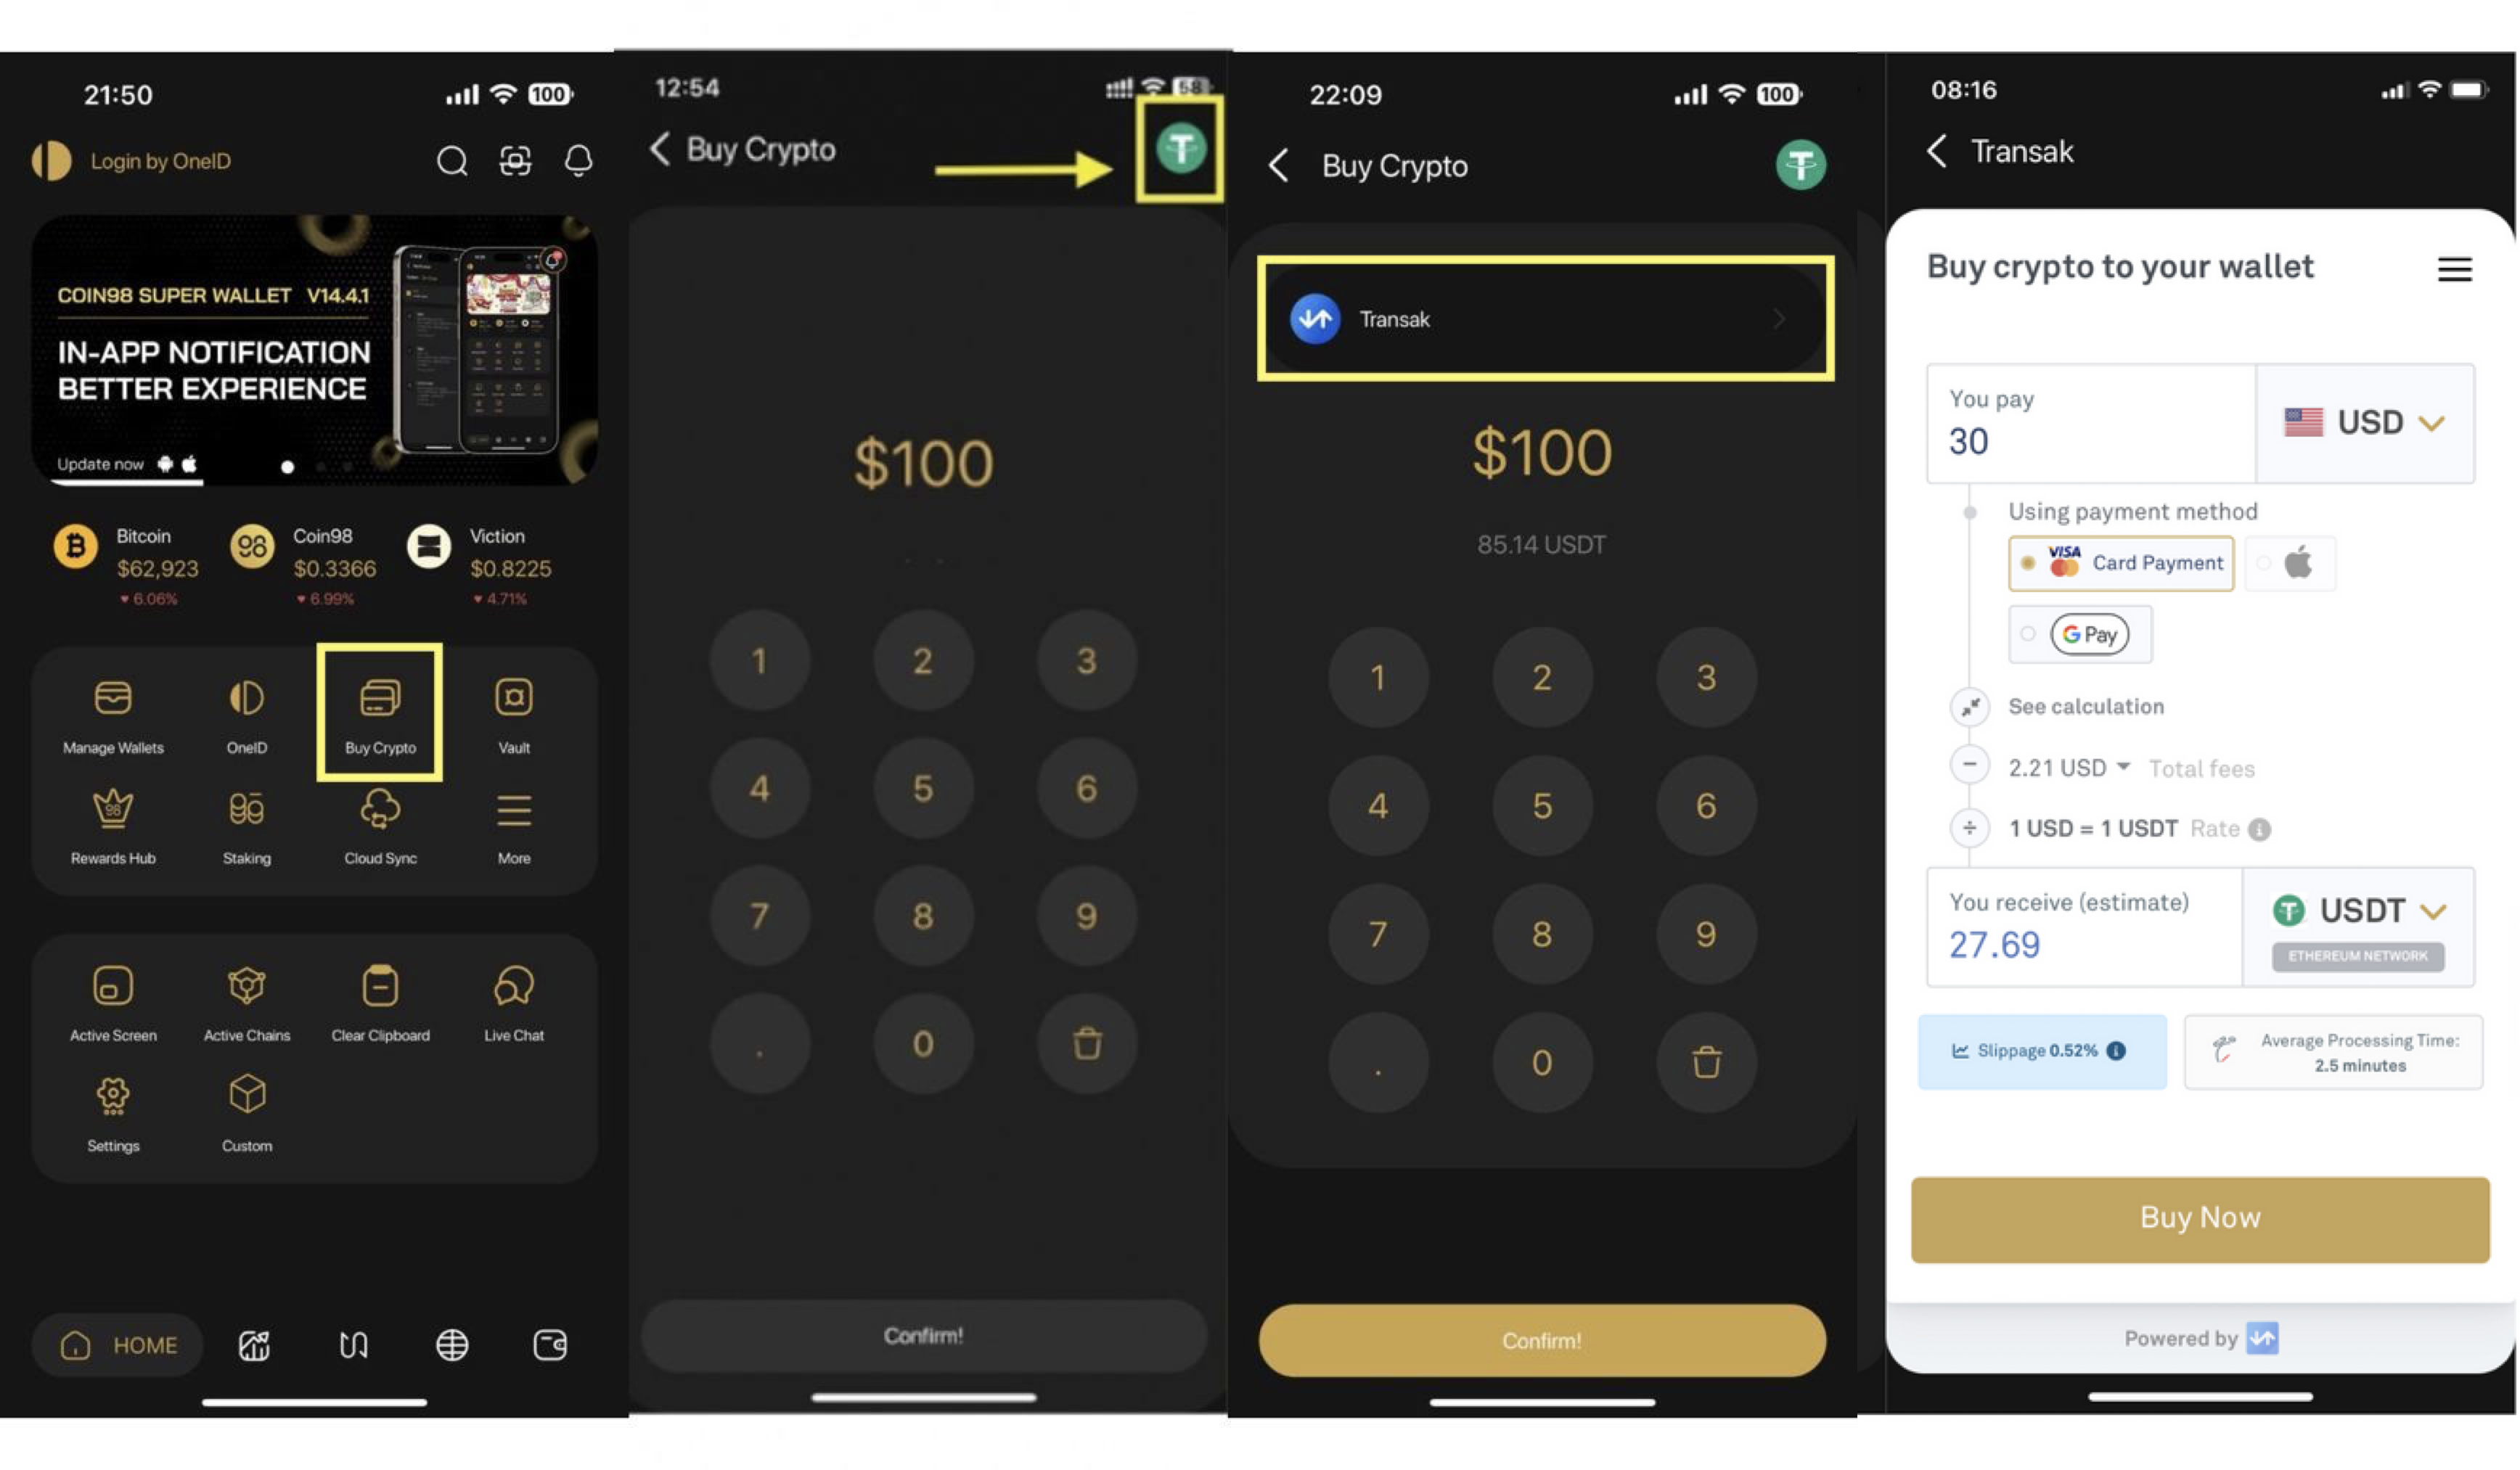 21:50
100
Login by OneID
COIN98 SUPER WALLET V14.4.1
IN-APP NOTIFICATION
BETTER EXPERIENCE
Update now
Bitcoin
$62,923
6.06%
98
Coin98
$0.3366
6.99%
Viction
$0.8225
4.71%
Manage Wallets
OneID
Buy Crypto
Vault
98
Rewards Hub
Staking
Cloud Sync
More
Active Screen
Active Chains
Clear Clipboard
Live Chat
Settings
Custom
HOME
12:54
58
Buy Crypto
$100
1 2 3
4 5 6
7 8 9
. 0
Confirm!
22:09
100
Buy Crypto
Transak
$100
85.14 USDT
1 2 3
4 5 6
7 8 9
. 0
Confirm!
08:16
Transak
Buy crypto to your wallet
You pay
30
USD
Using payment method
VISA Card Payment
G Pay
See calculation
− 2.21 USD Total fees
÷ 1 USD = 1 USDT Rate
You receive (estimate)
27.69
USDT
ETHEREUM NETWORK
Slippage 0.52%
Average Processing Time:
2.5 minutes
Buy Now
Powered by